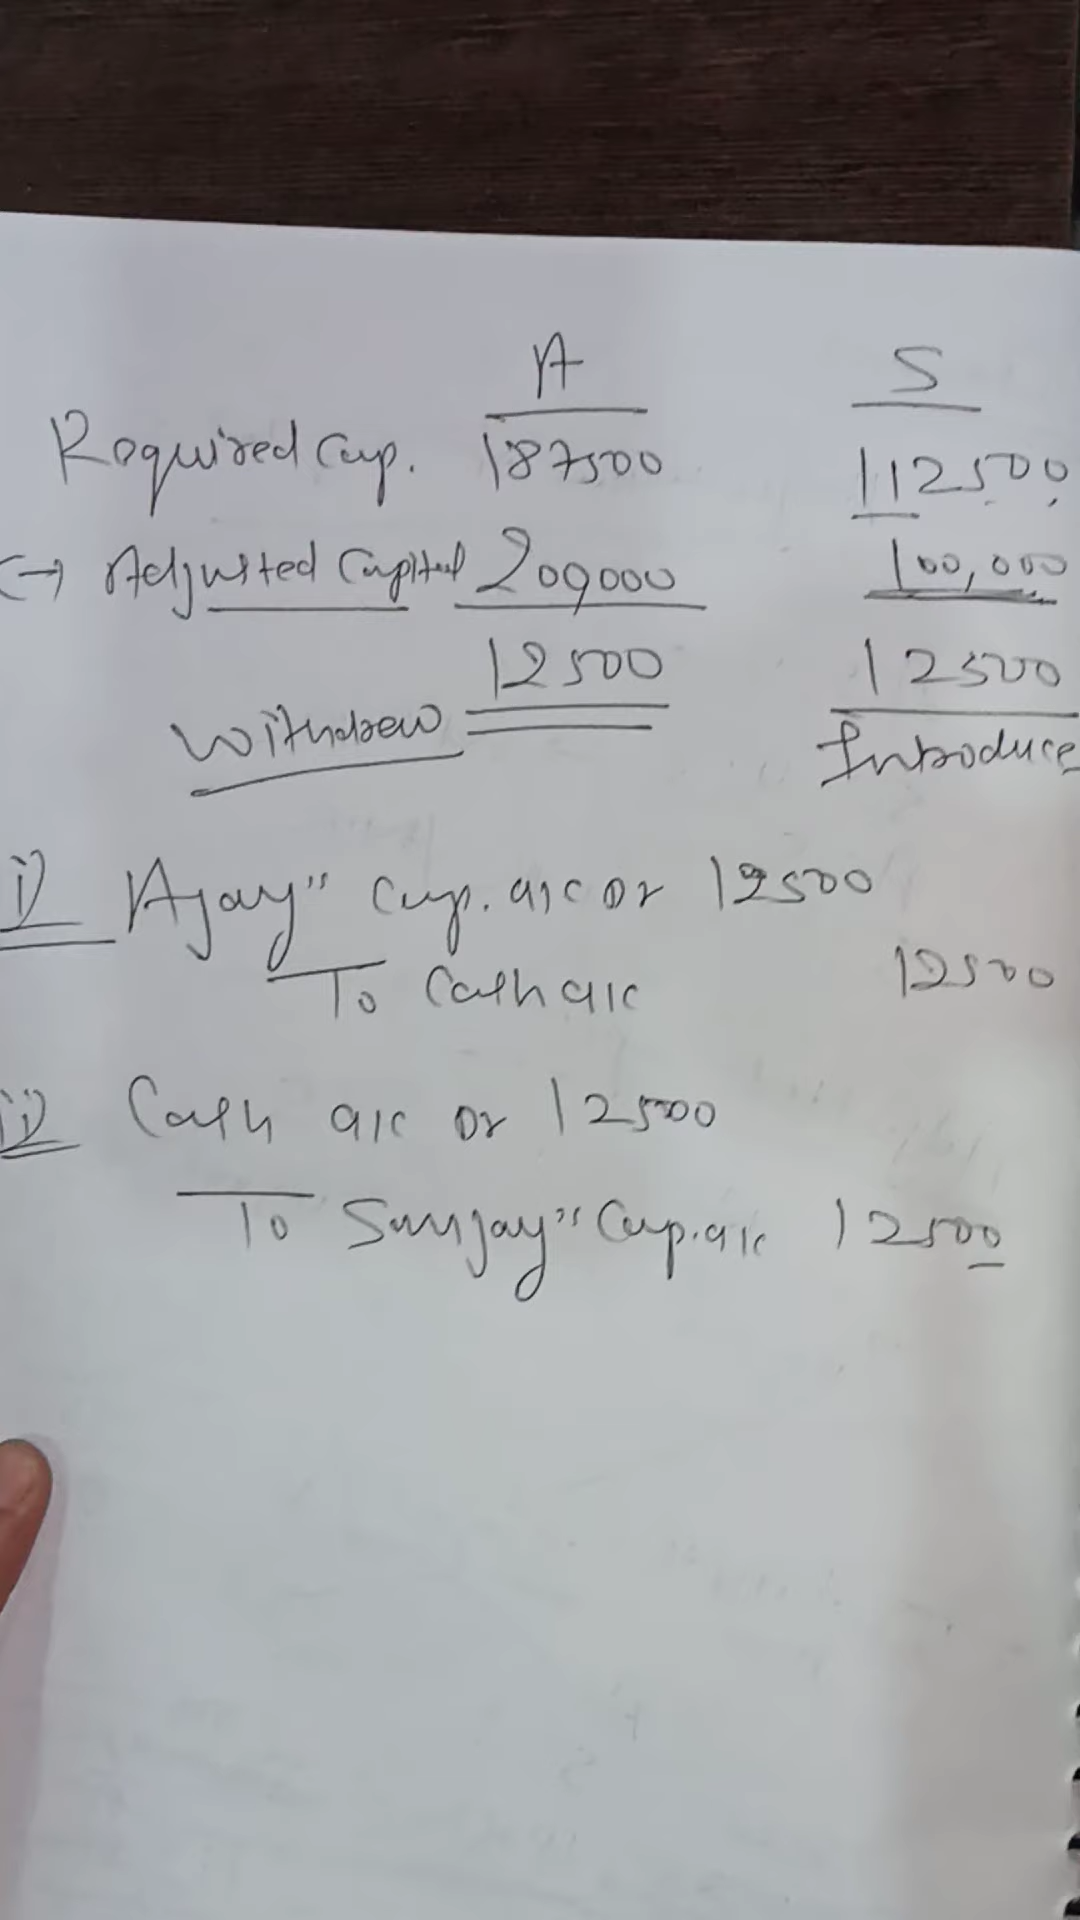 A S
Required Cap. 187500 112500
(-) Adjusted Capital 200000 100,000
12500 12500
Withdrew Introduce
i) Ajay's Cap. a/c Dr 12500
To Cash a/c 12500
ii) Cash a/c Dr 12500
To Sanjay's Cap. a/c 12500